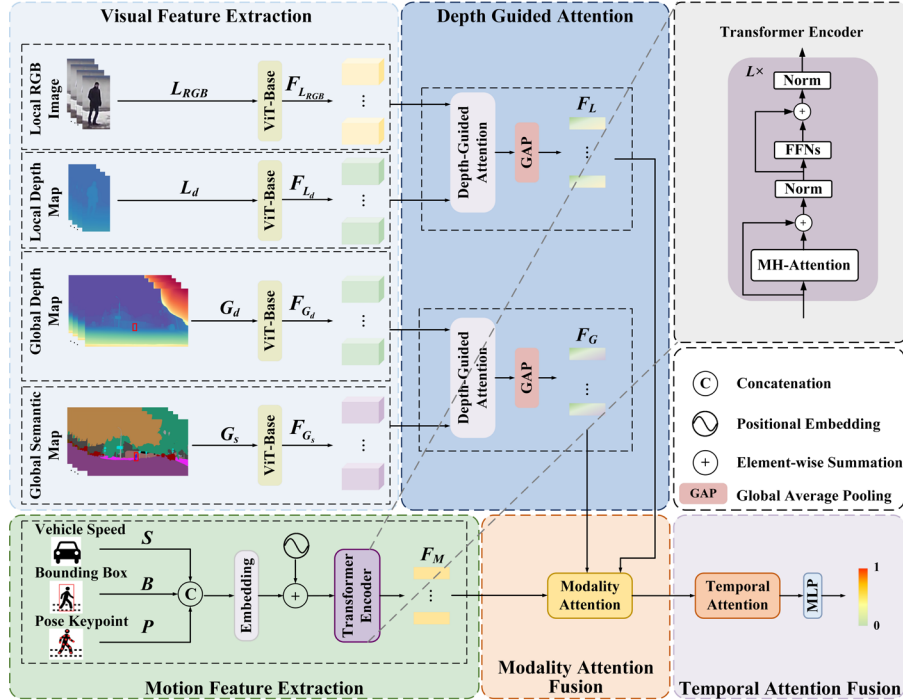 Visual Feature Extraction
Depth Guided Attention
Local RGB
Image
L_RGB
ViT-Base
F_L_RGB
Local Depth
Map
L_d
ViT-Base
F_L_d
Global Depth
Map
G_d
ViT-Base
F_G_d
Global Semantic
Map
G_s
ViT-Base
F_G_s
Depth-Guided
Attention
GAP
F_L
Depth-Guided
Attention
GAP
F_G
Transformer Encoder
L×
Norm
+
FFNs
Norm
+
MH-Attention
C Concatenation
Positional Embedding
+ Element-wise Summation
GAP Global Average Pooling
Vehicle Speed
S
Bounding Box
B
Pose Keypoint
P
C
Embedding
+
Transformer
Encoder
F_M
Motion Feature Extraction
Modality
Attention
Modality Attention
Fusion
Temporal
Attention
MLP
1
0
Temporal Attention Fusion